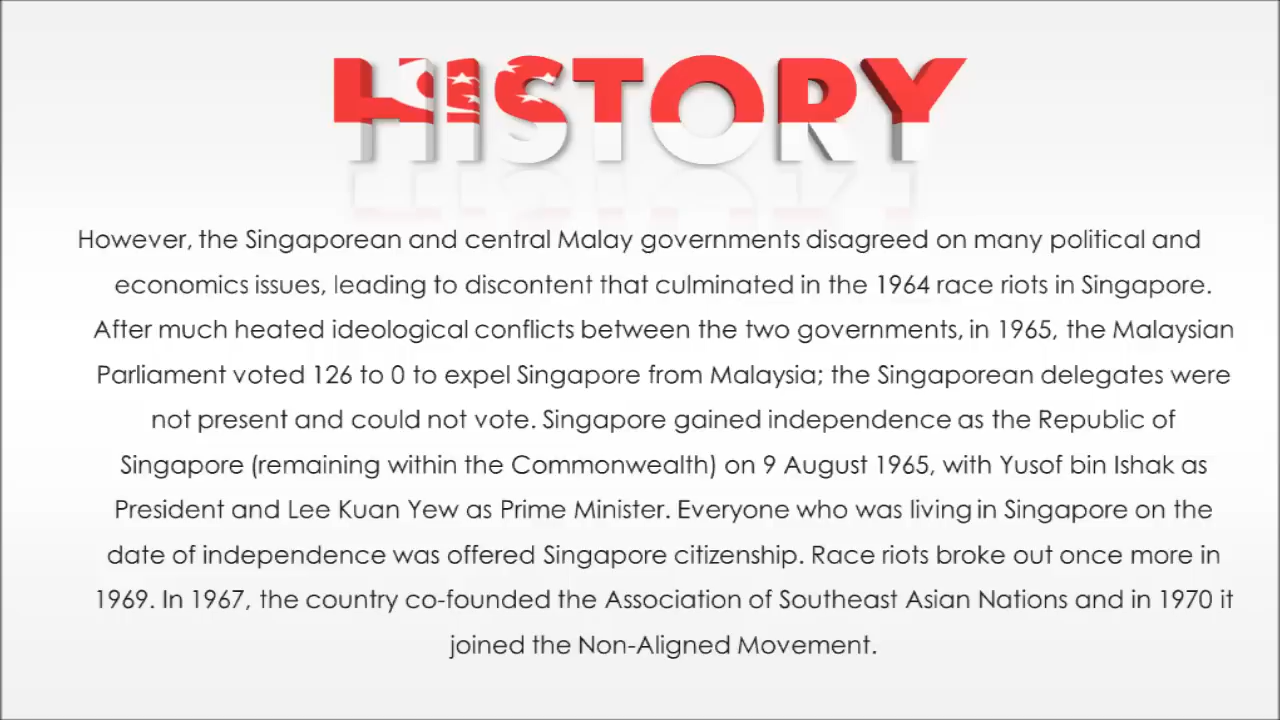 HISTORY
However, the Singaporean and central Malay governments disagreed on many political and
economics issues, leading to discontent that culminated in the 1964 race riots in Singapore.
After much heated ideological conflicts between the two governments, in 1965, the Malaysian
Parliament voted 126 to 0 to expel Singapore from Malaysia; the Singaporean delegates were
not present and could not vote. Singapore gained independence as the Republic of
Singapore (remaining within the Commonwealth) on 9 August 1965, with Yusof bin Ishak as
President and Lee Kuan Yew as Prime Minister. Everyone who was living in Singapore on the
date of independence was offered Singapore citizenship. Race riots broke out once more in
1969. In 1967, the country co-founded the Association of Southeast Asian Nations and in 1970 it
joined the Non-Aligned Movement.